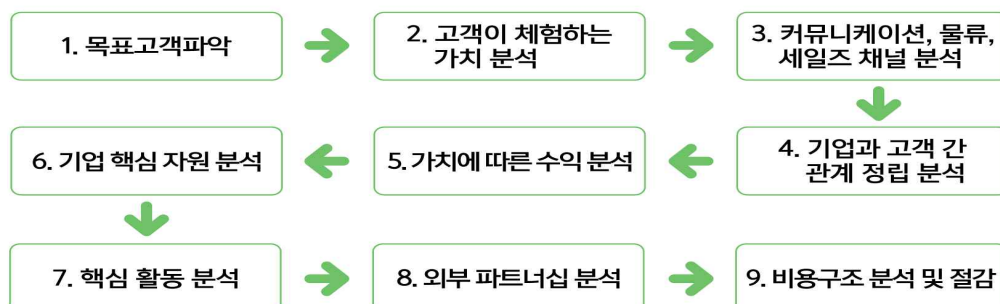 1. 목표고객파악
2. 고객이 체험하는
가치 분석
3. 커뮤니케이션, 물류,
세일즈 채널 분석
4. 기업과 고객 간
관계 정립 분석
5. 가치에 따른 수익 분석
6. 기업 핵심 자원 분석
7. 핵심 활동 분석
8. 외부 파트너십 분석
9. 비용구조 분석 및 절감